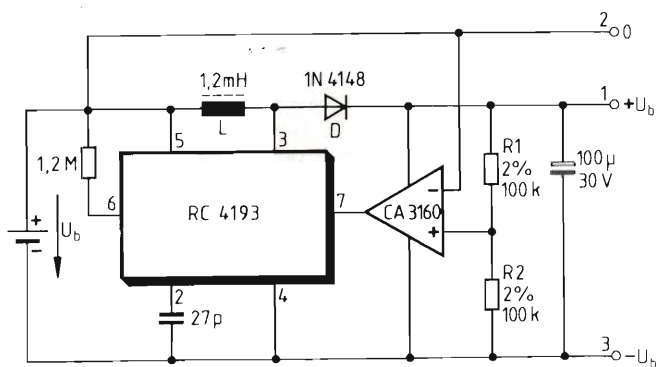 2
0
1,2mH
L
1N 4148
D
1
+Ub
5
3
R1
2%
100 k
100 µ
30 V
1,2 M
6
RC 4193
7
CA 3160
−
+
+
−
Ub
R2
2%
100 k
2
4
27p
3
−Ub